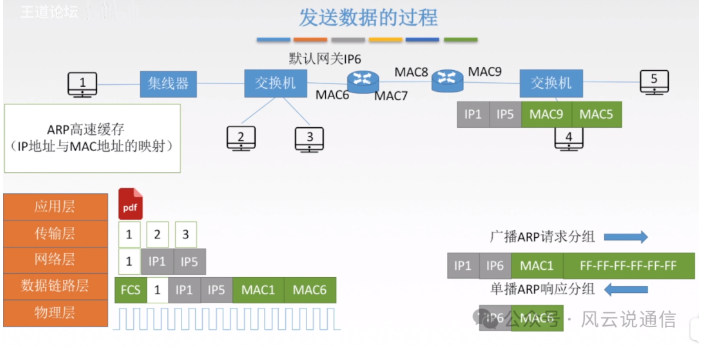 王道论坛
发送数据的过程
默认网关IP6
1
集线器
交换机
MAC6
MAC7
MAC8
MAC9
交换机
5
IP1 IP5 MAC9 MAC5
2
3
4
ARP高速缓存
（IP地址与MAC地址的映射）
应用层
pdf
传输层
1 2 3
网络层
1 IP1 IP5
数据链路层
FCS 1 IP1 IP5 MAC1 MAC6
物理层
广播ARP请求分组
IP1 IP6 MAC1 FF-FF-FF-FF-FF-FF
单播ARP响应分组
IP6 MAC6
公众号 · 风云说通信